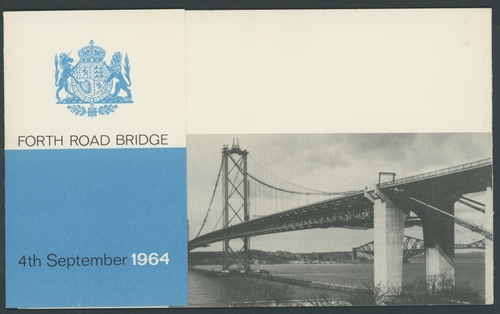 FORTH ROAD BRIDGE
4th September 1964